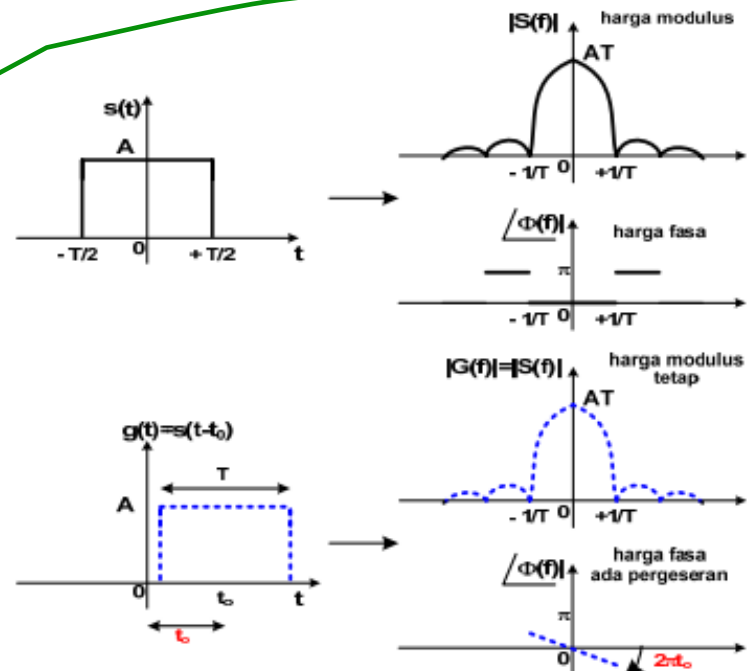 |S(f)|
harga modulus
AT
- 1/T 0 +1/T
s(t)
A
- T/2 0 + T/2 t
Φ(f)|
harga fasa
π
- 1/T 0 +1/T
|G(f)|=|S(f)|
harga modulus
tetap
AT
- 1/T 0 +1/T
g(t)=s(t-t₀)
T
A
0 t₀ t
t₀
Φ(f)|
harga fasa
ada pergeseran
π
0
2πt₀